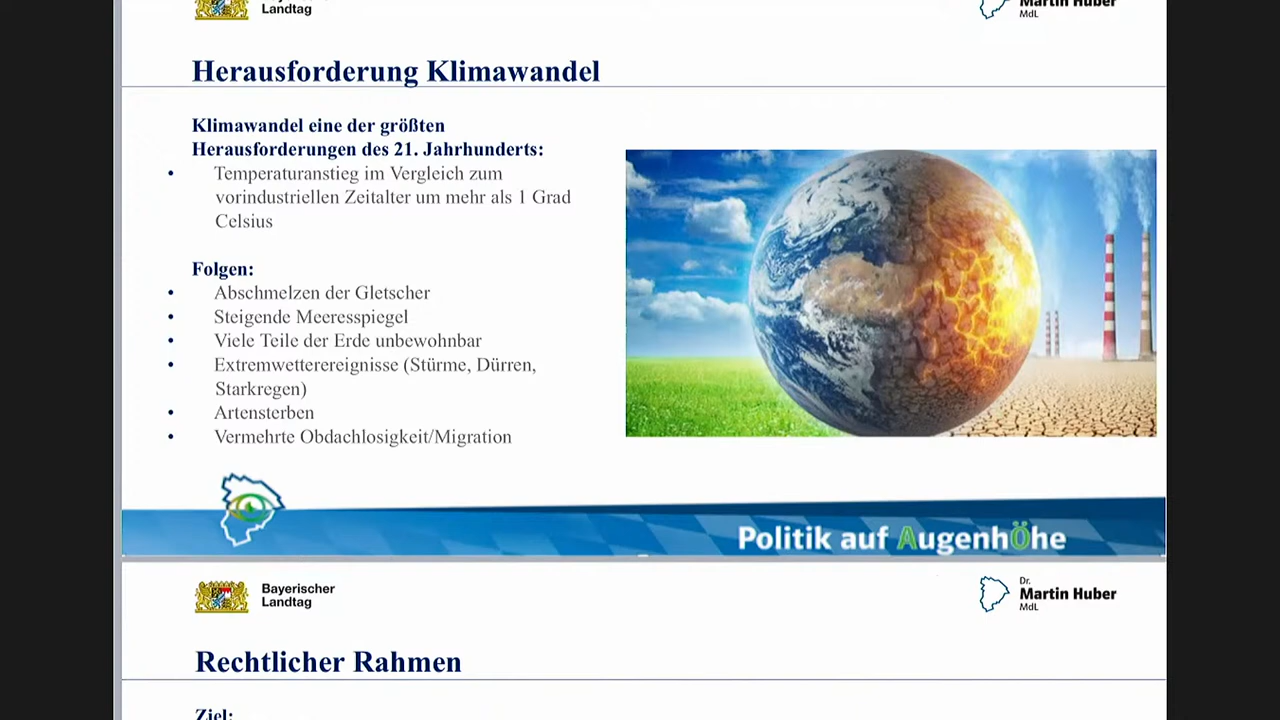 Landtag
Martin Huber
MdL
Herausforderung Klimawandel
Klimawandel eine der größten
Herausforderungen des 21. Jahrhunderts:
• Temperaturanstieg im Vergleich zum
vorindustriellen Zeitalter um mehr als 1 Grad
Celsius
Folgen:
• Abschmelzen der Gletscher
• Steigende Meeresspiegel
• Viele Teile der Erde unbewohnbar
• Extremwetterereignisse (Stürme, Dürren,
Starkregen)
• Artensterben
• Vermehrte Obdachlosigkeit/Migration
Politik auf AugenhÖhe
Bayerischer
Landtag
Dr.
Martin Huber
MdL
Rechtlicher Rahmen
Ziel: